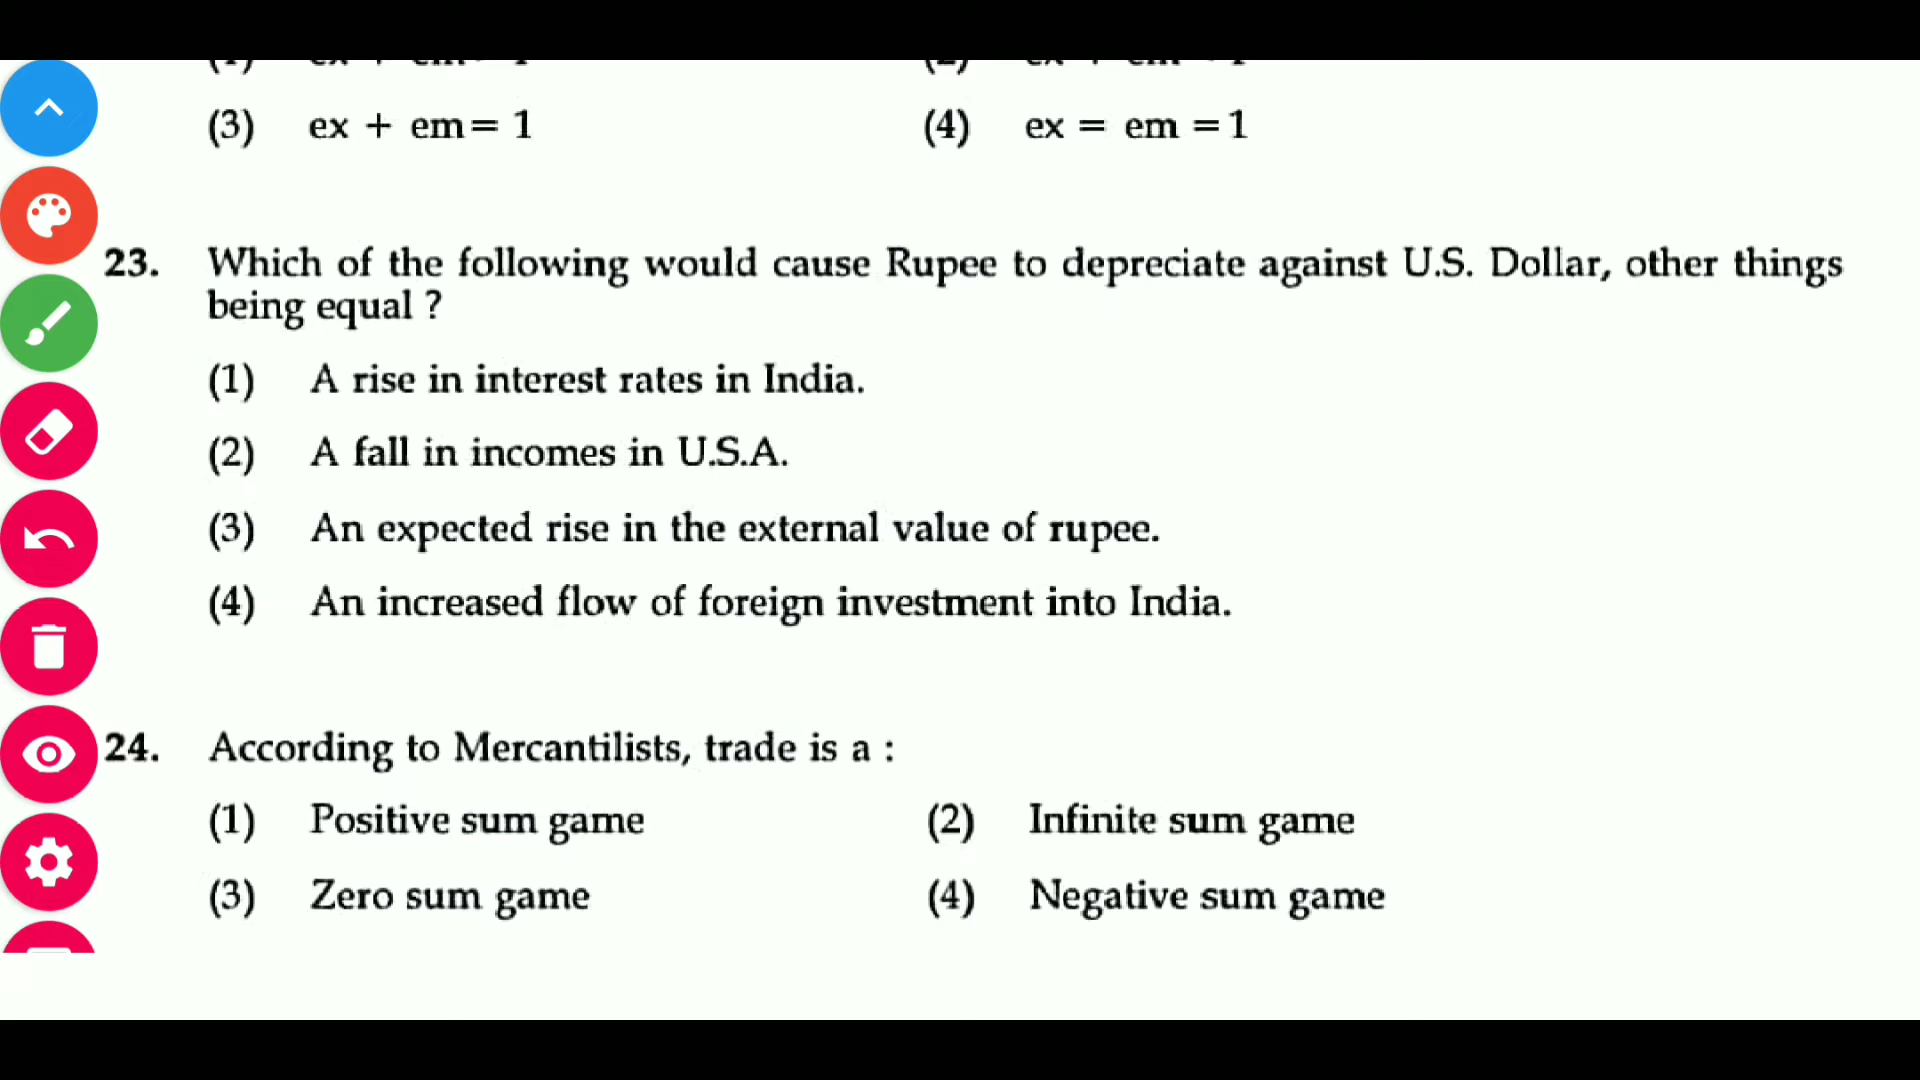 (3) ex + em= 1 (4) ex = em =1
23. Which of the following would cause Rupee to depreciate against U.S. Dollar, other things
being equal ?
(1) A rise in interest rates in India.
(2) A fall in incomes in U.S.A.
(3) An expected rise in the external value of rupee.
(4) An increased flow of foreign investment into India.
24. According to Mercantilists, trade is a :
(1) Positive sum game (2) Infinite sum game
(3) Zero sum game (4) Negative sum game